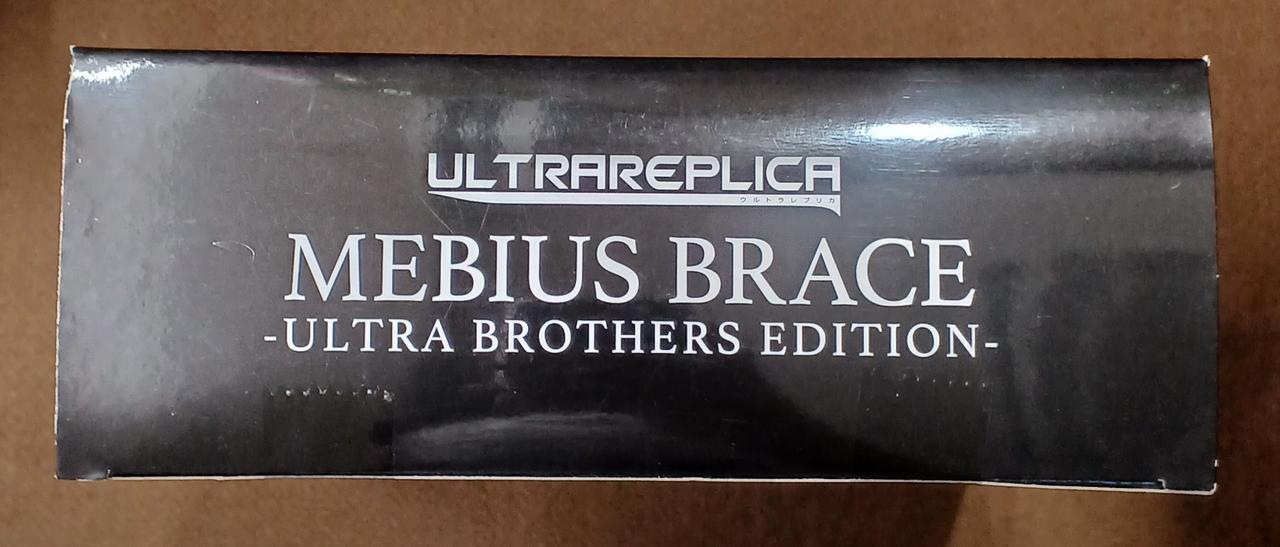 ULTRAREPLICA
ウルトラレプリカ
MEBIUS BRACE
-ULTRA BROTHERS EDITION-